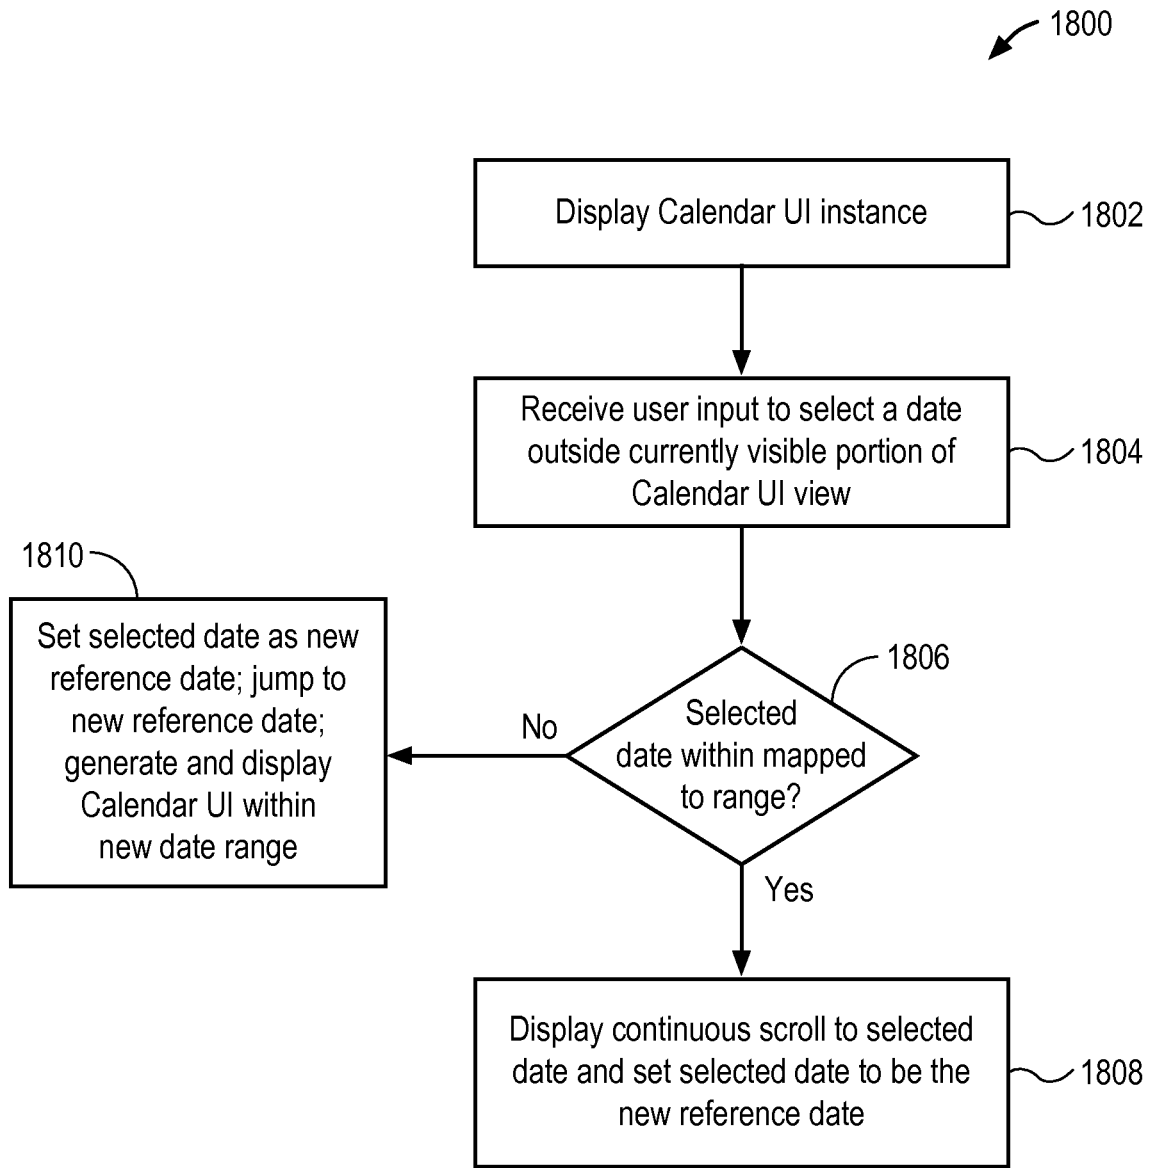 1800
Display Calendar UI instance
1802
Receive user input to select a date
outside currently visible portion of
Calendar UI view
1804
1810
Set selected date as new
reference date; jump to
new reference date;
generate and display
Calendar UI within
new date range
1806
Selected
date within mapped
to range?
No
Yes
Display continuous scroll to selected
date and set selected date to be the
new reference date
1808